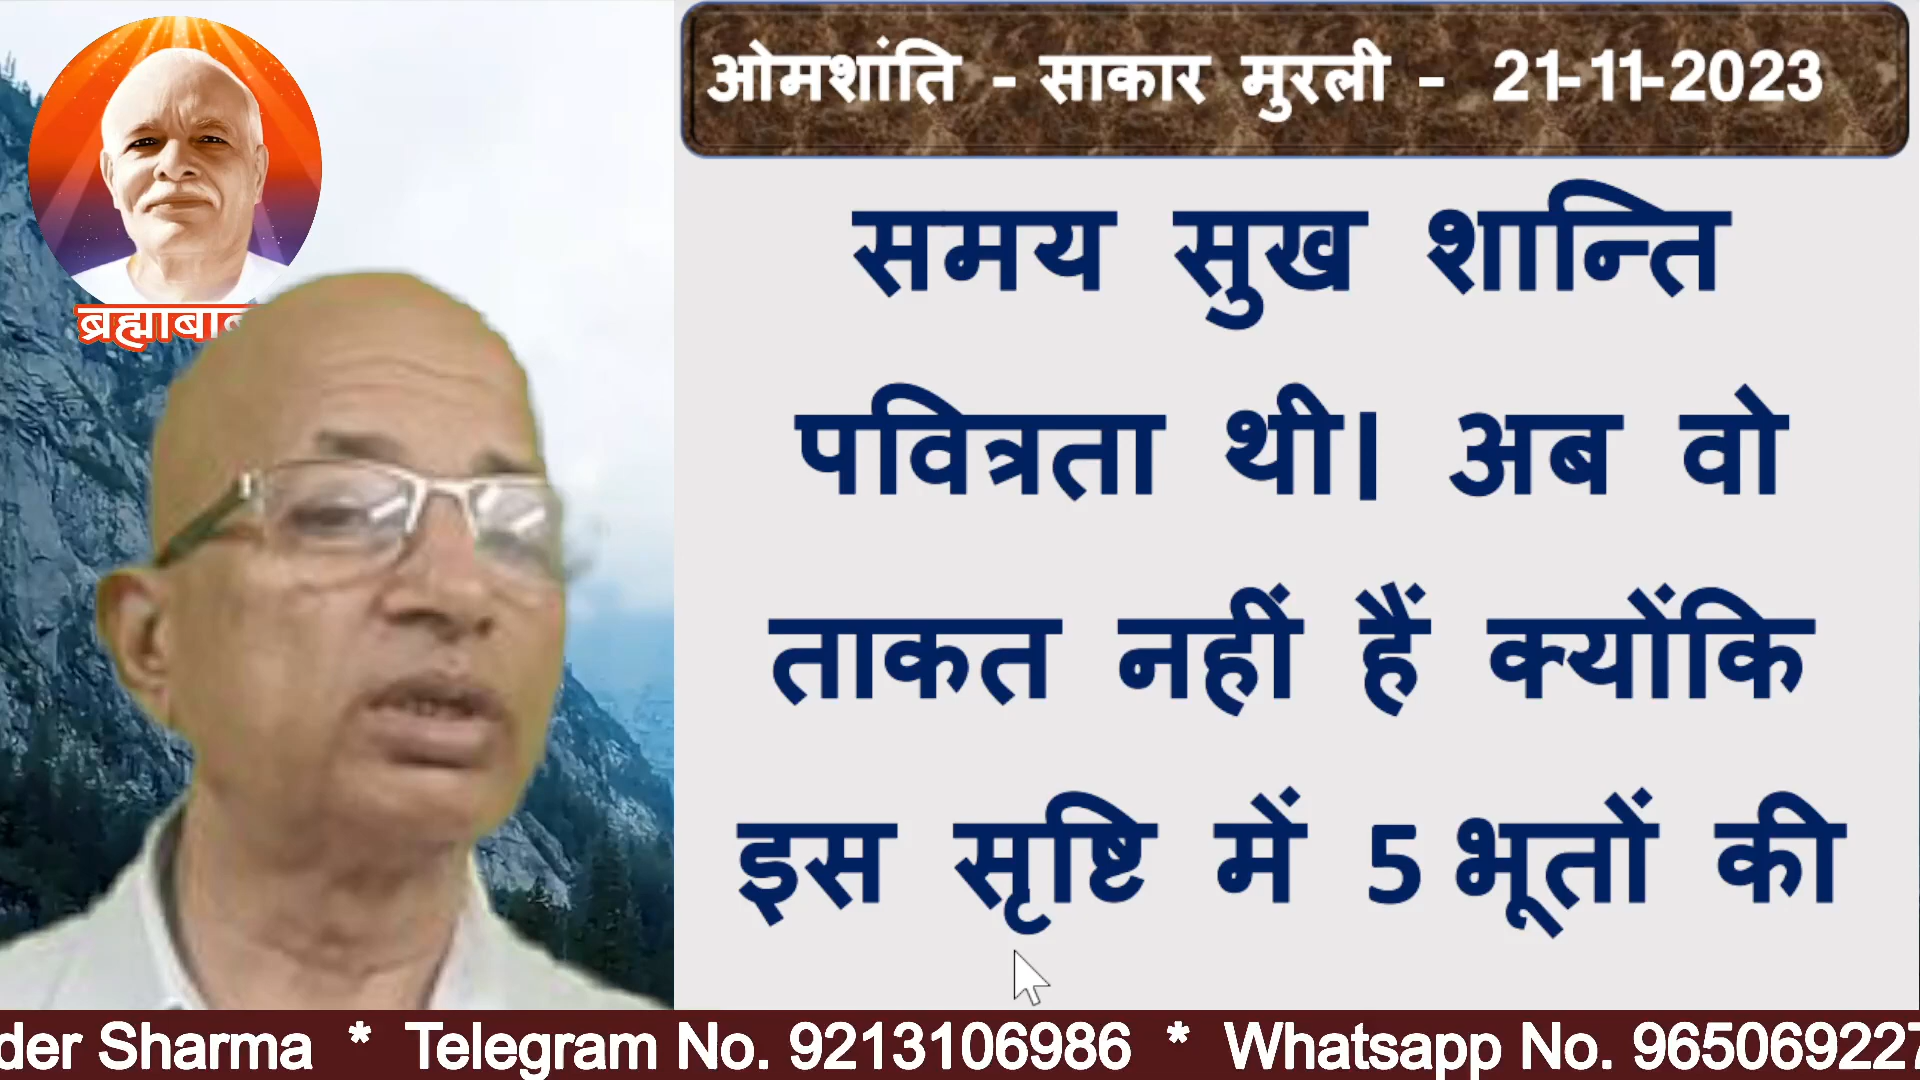 ओमशांति - साकार मुरली - 21-11-2023
समय सुख शान्ति
पवित्रता थी। अब वो
ताकत नहीं हैं क्योंकि
इस सृष्टि में 5 भूतों की
der Sharma * Telegram No. 9213106986 * Whatsapp No. 965069227